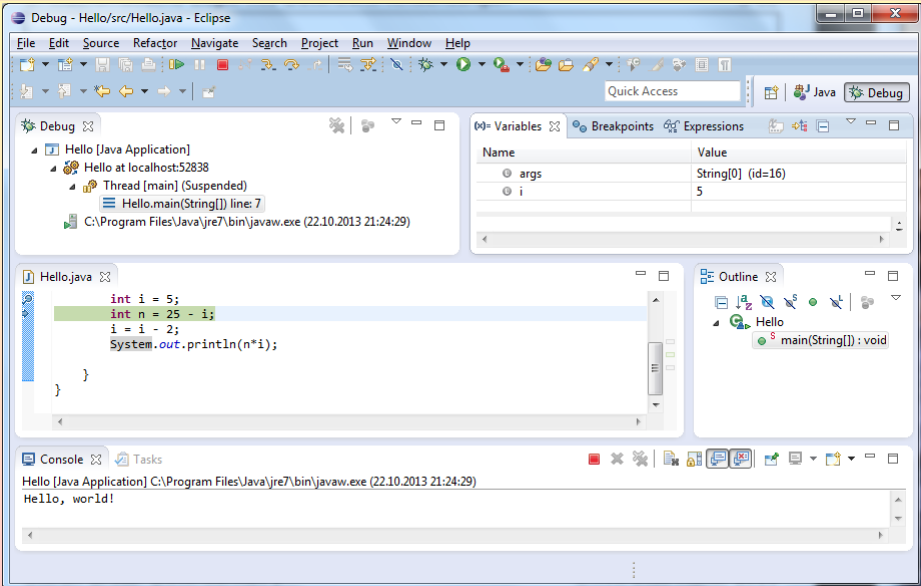 Debug - Hello/src/Hello.java - Eclipse
File Edit Source Refactor Navigate Search Project Run Window Help
Quick Access
Java
Debug
Debug
Hello [Java Application]
Hello at localhost:52838
Thread [main] (Suspended)
Hello.main(String[]) line: 7
C:\Program Files\Java\jre7\bin\javaw.exe (22.10.2013 21:24:29)
(x)= Variables Breakpoints Expressions
Name Value
args String[0] (id=16)
i 5
Hello.java
int i = 5;
int n = 25 - i;
i = i - 2;
System.out.println(n*i);
}
}
Outline
Hello
S main(String[]) : void
Console Tasks
Hello [Java Application] C:\Program Files\Java\jre7\bin\javaw.exe (22.10.2013 21:24:29)
Hello, world!